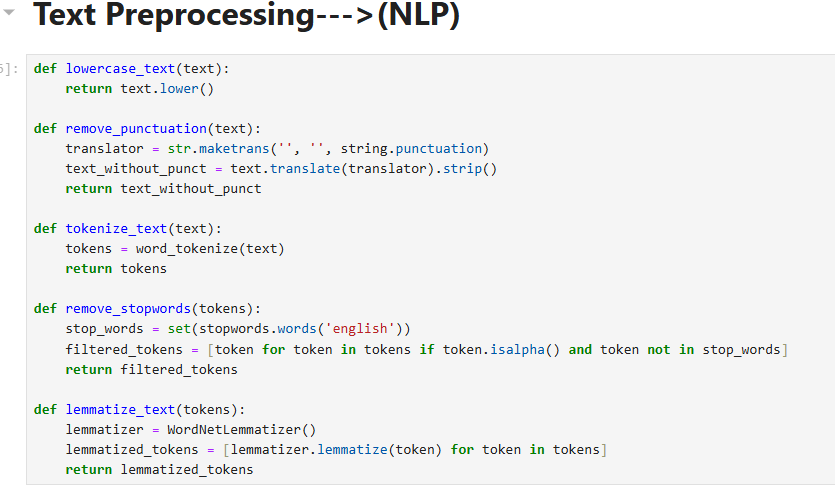 Text Preprocessing--->(NLP)
5]:
def lowercase_text(text):
    return text.lower()

def remove_punctuation(text):
    translator = str.maketrans('', '', string.punctuation)
    text_without_punct = text.translate(translator).strip()
    return text_without_punct

def tokenize_text(text):
    tokens = word_tokenize(text)
    return tokens

def remove_stopwords(tokens):
    stop_words = set(stopwords.words('english'))
    filtered_tokens = [token for token in tokens if token.isalpha() and token not in stop_words]
    return filtered_tokens

def lemmatize_text(tokens):
    lemmatizer = WordNetLemmatizer()
    lemmatized_tokens = [lemmatizer.lemmatize(token) for token in tokens]
    return lemmatized_tokens